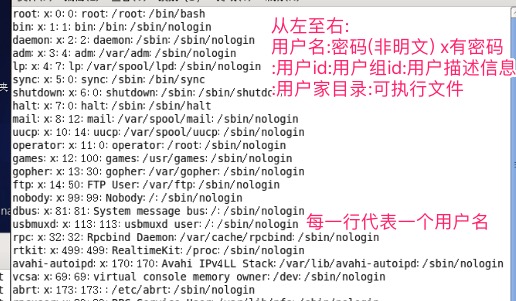 root: x: 0: 0: root: /root: /bin/bash
bin: x: 1: 1: bin: /bin: /sbin/nologin
daemon: x: 2: 2: daemon: /sbin: /sbin/nologin
adm: x: 3: 4: adm: /var/adm: /sbin/nologin
lp: x: 4: 7: lp: /var/spool/lpd: /sbin/nologin
sync: x: 5: 0: sync: /sbin: /bin/sync
shutdown: x: 6: 0: shutdown: /sbin: /sbin/shutdo
halt: x: 7: 0: halt: /sbin: /sbin/halt
mail: x: 8: 12: mail: /var/spool/mail: /sbin/nologin
uucp: x: 10: 14: uucp: /var/spool/uucp: /sbin/nologin
operator: x: 11: 0: operator: /root: /sbin/nologin
games: x: 12: 100: games: /usr/games: /sbin/nologin
gopher: x: 13: 30: gopher: /var/gopher: /sbin/nologin
ftp: x: 14: 50: FTP User: /var/ftp: /sbin/nologin
nobody: x: 99: 99: Nobody: /: /sbin/nologin
dbus: x: 81: 81: System message bus: /: /sbin/nologin
usbmuxd: x: 113: 113: usbmuxd user: /: /sbin/nologin
rpc: x: 32: 32: Rpcbind Daemon: /var/cache/rpcbind: /sbin/nologin
rtkit: x: 499: 499: RealtimeKit: /proc: /sbin/nologin
avahi-autoipd: x: 170: 170: Avahi IPv4LL Stack: /var/lib/avahi-autoipd: /sbin/nologin
vcsa: x: 69: 69: virtual console memory owner: /dev: /sbin/nologin
abrt: x: 173: 173: : /etc/abrt: /sbin/nologin
从左至右:
用户名:密码(非明文) x有密码
:用户id:用户组id:用户描述信息
:用户家目录:可执行文件
每一行代表一个用户名